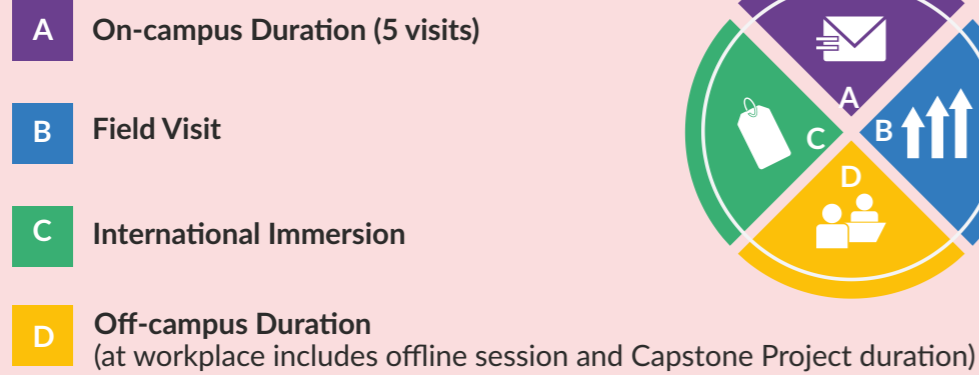 A On-campus Duration (5 visits)
B Field Visit
C International Immersion
D Off-campus Duration
(at workplace includes offline session and Capstone Project duration)
A
B
C
D